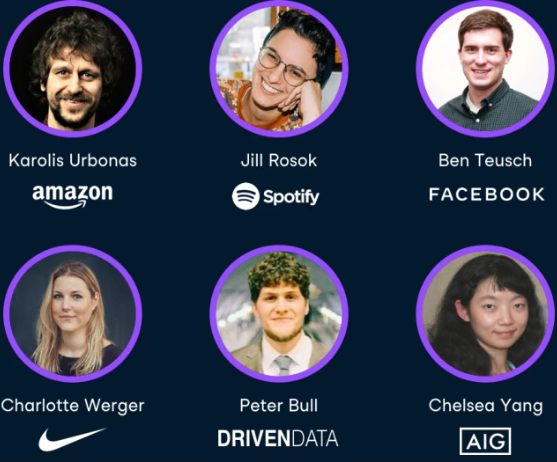 Karolis Urbonas
Jill Rosok
Ben Teusch
amazon
Spotify
FACEBOOK
Charlotte Werger
Peter Bull
Chelsea Yang
DRIVENDATA
AIG